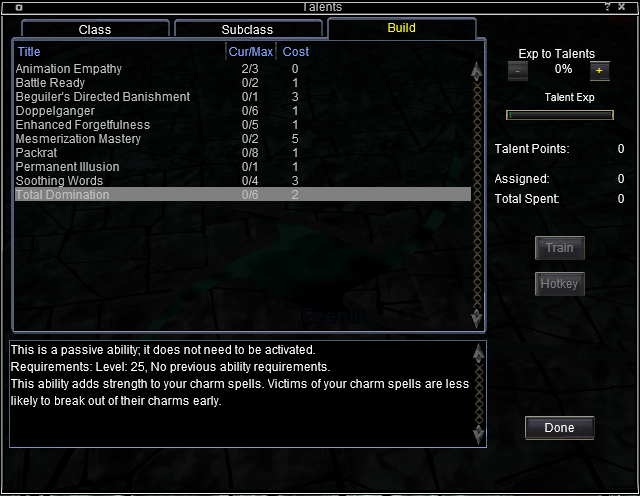 Talents
? X
Class Subclass Build
Title Cur/Max Cost
Animation Empathy 2/3 0
Battle Ready 0/2 1
Beguiler's Directed Banishment 0/1 3
Doppelganger 0/6 1
Enhanced Forgetfulness 0/5 1
Mesmerization Mastery 0/2 5
Packrat 0/8 1
Permanent Illusion 0/1 1
Soothing Words 0/4 3
Total Domination 0/6 2
Exp to Talents
- 0% +
Talent Exp
Talent Points: 0
Assigned: 0
Total Spent: 0
Train
Hotkey
This is a passive ability; it does not need to be activated.
Requirements: Level: 25, No previous ability requirements.
This ability adds strength to your charm spells. Victims of your charm spells are less
likely to break out of their charms early.
Done